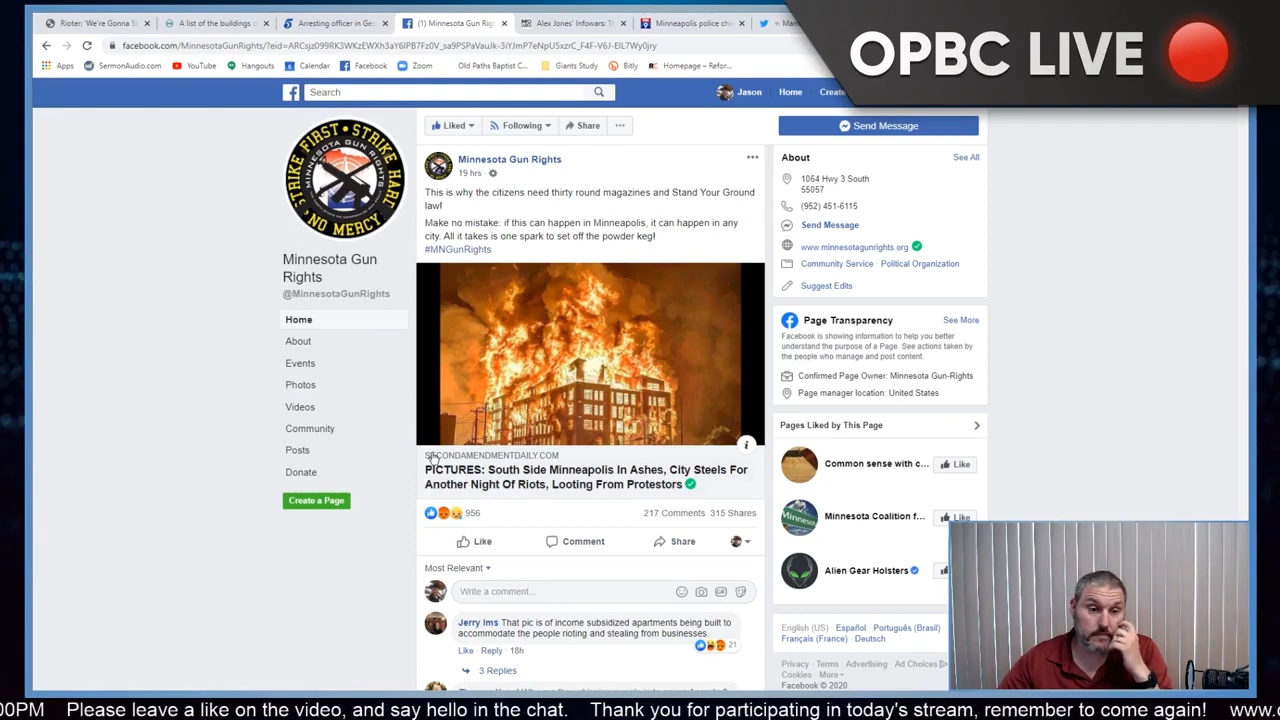 Rioter: 'We're Gonna S
A list of the buildings d
Arresting officer in Geo
(1) Minnesota Gun Rig
Alex Jones' Infowars: Th
Minneapolis police chie
OPBC LIVE
facebook.com/MinnesotaGunRights/
Apps
SermonAudio.com
YouTube
Hangouts
Calendar
Facebook
Zoom
Old Paths Baptist C...
Giants Study
Bitly
Homepage – Refor...
Search
Jason
Home
Create
STRIKE FIRST • STRIKE HARD
MINNESOTA GUN RIGHTS
NO MERCY
Minnesota Gun
Rights
@MinnesotaGunRights
Home
About
Events
Photos
Videos
Community
Posts
Donate
Create a Page
Liked
Following
Share
Minnesota Gun Rights
19 hrs
This is why the citizens need thirty round magazines and Stand Your Ground
law!
Make no mistake: if this can happen in Minneapolis, it can happen in any
city. All it takes is one spark to set off the powder keg!
#MNGunRights
SECONDAMENDMENTDAILY.COM
PICTURES: South Side Minneapolis In Ashes, City Steels For
Another Night Of Riots, Looting From Protestors
956
217 Comments 315 Shares
Like
Comment
Share
Most Relevant
Write a comment...
Jerry Ims That pic is of income subsidized apartments being built to
accommodate the people rioting and stealing from businesses.
21
Like · Reply · 18h
3 Replies
Send Message
About
See All
1064 Hwy 3 South
55057
(952) 451-6115
Send Message
www.minnesotagunrights.org
Community Service · Political Organization
Suggest Edits
Page Transparency
See More
Facebook is showing information to help you better
understand the purpose of a Page. See actions taken by
the people who manage and post content.
Confirmed Page Owner: Minnesota Gun-Rights
Page manager location: United States
Pages Liked by This Page
Common sense with c...
Like
Minnesota
Minnesota Coalition f...
Like
Alien Gear Holsters
English (US) · Español · Português (Brasil) ·
Français (France) · Deutsch
Privacy · Terms · Advertising · Ad Choices
Cookies · More
Facebook © 2020
00PM Please leave a like on the video, and say hello in the chat. Thank you for participating in today's stream, remember to come again! www.c